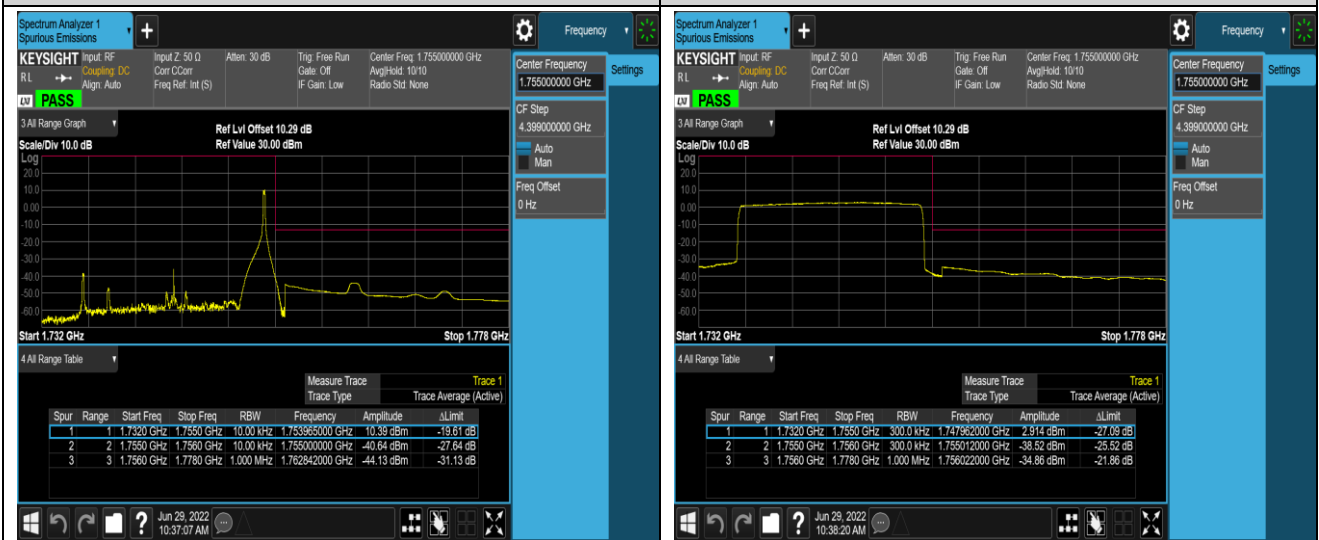 Spectrum Analyzer 1
Spurious Emissions
Frequency
KEYSIGHT Input: RF Input Z: 50 Ω Atten: 30 dB Trig: Free Run Center Freq: 1.755000000 GHz
RL Coupling: DC Corr CCorr Gate: Off Avg|Hold: 10/10
Align: Auto Freq Ref: Int (S) IF Gain: Low Radio Std: None
LXI PASS
Center Frequency
1.755000000 GHz
Settings
CF Step
4.399000000 GHz
Auto
Man
Freq Offset
0 Hz
3 All Range Graph
Ref Lvl Offset 10.29 dB
Scale/Div 10.0 dB Ref Value 30.00 dBm
Log
20.0
10.0
0.00
-10.0
-20.0
-30.0
-40.0
-50.0
-60.0
Start 1.732 GHz Stop 1.778 GHz
4 All Range Table
Measure Trace Trace 1
Trace Type Trace Average (Active)
Spur Range Start Freq Stop Freq RBW Frequency Amplitude ΔLimit
1 1 1.7320 GHz 1.7550 GHz 10.00 kHz 1.753965000 GHz 10.39 dBm -19.61 dB
2 2 1.7550 GHz 1.7560 GHz 10.00 kHz 1.755000000 GHz -40.64 dBm -27.64 dB
3 3 1.7560 GHz 1.7780 GHz 1.000 MHz 1.762842000 GHz -44.13 dBm -31.13 dB
?
Jun 29, 2022
10:37:07 AM
Spectrum Analyzer 1
Spurious Emissions
Frequency
KEYSIGHT Input: RF Input Z: 50 Ω Atten: 30 dB Trig: Free Run Center Freq: 1.755000000 GHz
RL Coupling: DC Corr CCorr Gate: Off Avg|Hold: 10/10
Align: Auto Freq Ref: Int (S) IF Gain: Low Radio Std: None
LXI PASS
Center Frequency
1.755000000 GHz
Settings
CF Step
4.399000000 GHz
Auto
Man
Freq Offset
0 Hz
3 All Range Graph
Ref Lvl Offset 10.29 dB
Scale/Div 10.0 dB Ref Value 30.00 dBm
Log
20.0
10.0
0.00
-10.0
-20.0
-30.0
-40.0
-50.0
-60.0
Start 1.732 GHz Stop 1.778 GHz
4 All Range Table
Measure Trace Trace 1
Trace Type Trace Average (Active)
Spur Range Start Freq Stop Freq RBW Frequency Amplitude ΔLimit
1 1 1.7320 GHz 1.7550 GHz 300.0 kHz 1.747962000 GHz 2.914 dBm -27.09 dB
2 2 1.7550 GHz 1.7560 GHz 300.0 kHz 1.755012000 GHz -38.52 dBm -25.52 dB
3 3 1.7560 GHz 1.7780 GHz 1.000 MHz 1.756022000 GHz -34.86 dBm -21.86 dB
?
Jun 29, 2022
10:38:20 AM